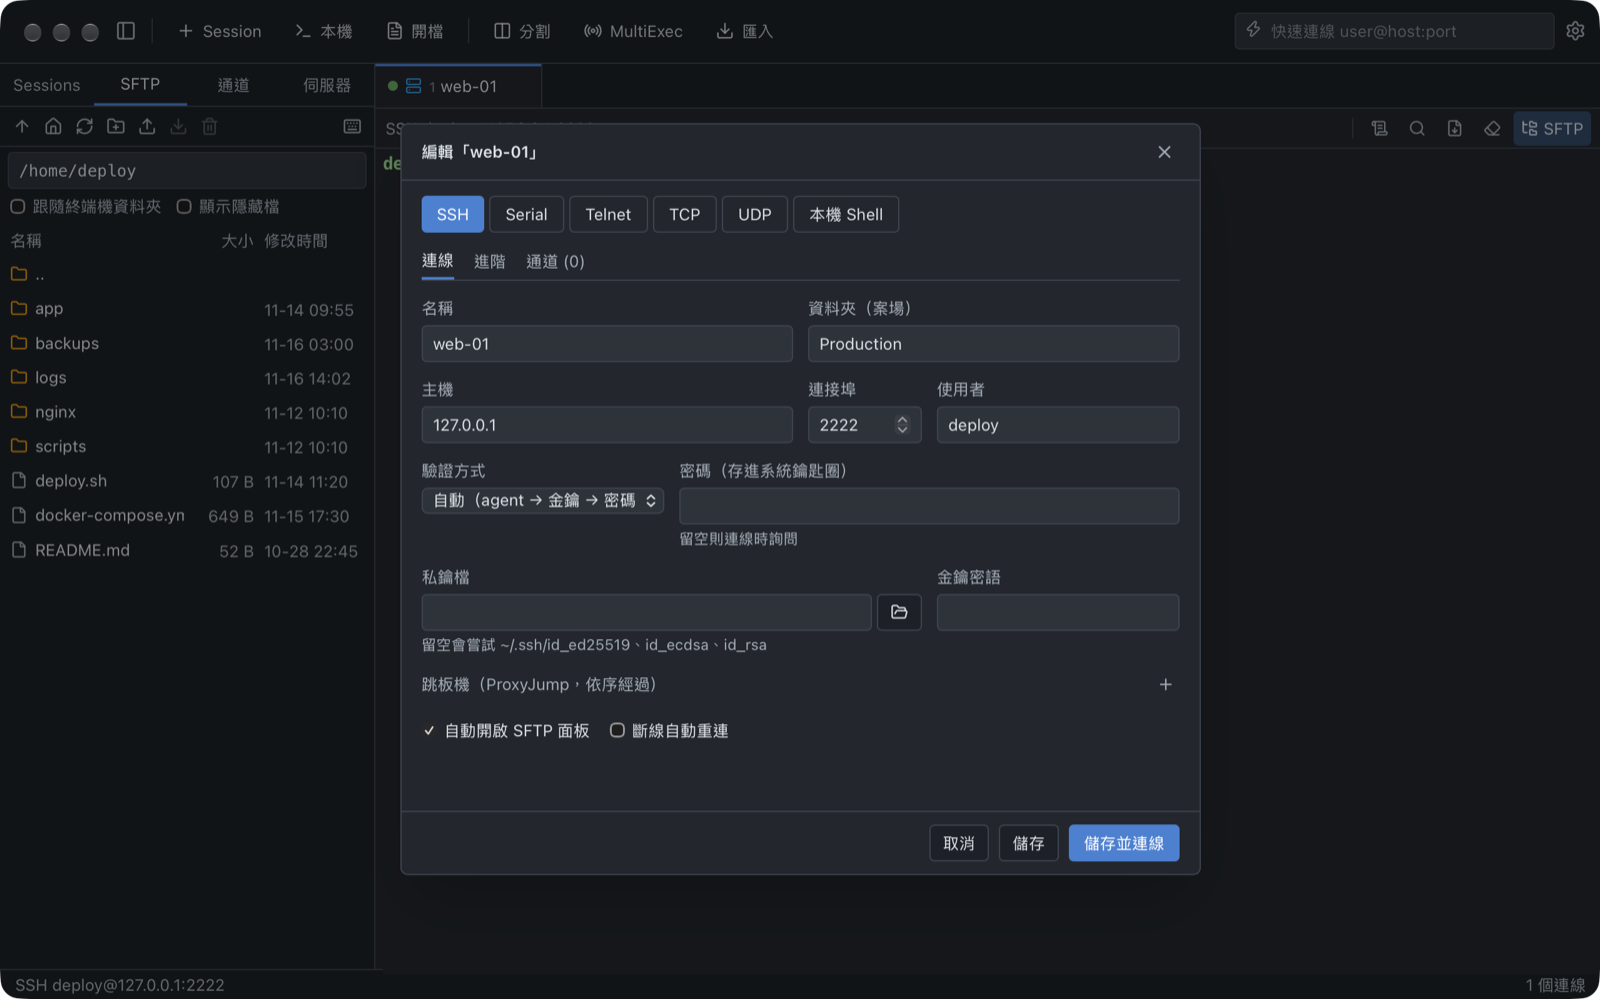 Session 本機 開檔 分割 MultiExec 匯入 快速連線 user@host:port
Sessions SFTP 通道 伺服器
1 web-01
SFTP
/home/deploy
跟隨終端機資料夾 顯示隱藏檔
名稱 大小 修改時間
..
app 11-14 09:55
backups 11-16 03:00
logs 11-16 14:02
nginx 11-12 10:10
scripts 11-12 10:10
deploy.sh 107 B 11-14 11:20
docker-compose.yn 649 B 11-15 17:30
README.md 52 B 10-28 22:45
編輯「web-01」
SSH Serial Telnet TCP UDP 本機 Shell
連線 進階 通道 (0)
名稱 資料夾（案場）
web-01 Production
主機 連接埠 使用者
127.0.0.1 2222 deploy
驗證方式 密碼（存進系統鑰匙圈）
自動（agent → 金鑰 → 密碼
留空則連線時詢問
私鑰檔 金鑰密語
留空會嘗試 ~/.ssh/id_ed25519、id_ecdsa、id_rsa
跳板機（ProxyJump，依序經過）
自動開啟 SFTP 面板 斷線自動重連
取消 儲存 儲存並連線
SSH deploy@127.0.0.1:2222 1 個連線